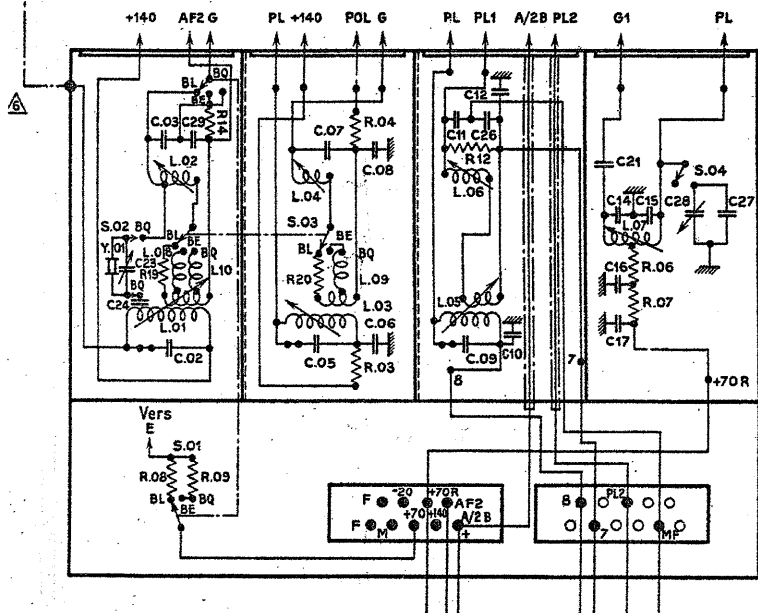 +140 AF2 G PL +140 POL G PL PL1 A/2B PL2 G1 PL
6
BQ
BL
BE
C.03 C29 R14
L.02
S.02 BQ
BL
Y.01 C23 R19
BE
BQ
L10
BQ
C24
L.01
C.02
C.07 R.04
C.08
L.04
S.03
BL BE
BQ
R20 L.09
L.03
C.06
C.05
R.03
C12
C11 C26
R12
L.06
L.05
C.09 C10
8
7
C21
S.04
C14 C15 C28 C27
L.07
R.06
C16
R.07
C17
+70R
Vers
E
S.01
R.08 R.09
BL BQ
BE
F -20 +70R AF2
F M +70 +140 + A/2B
8 PL2
7 MF